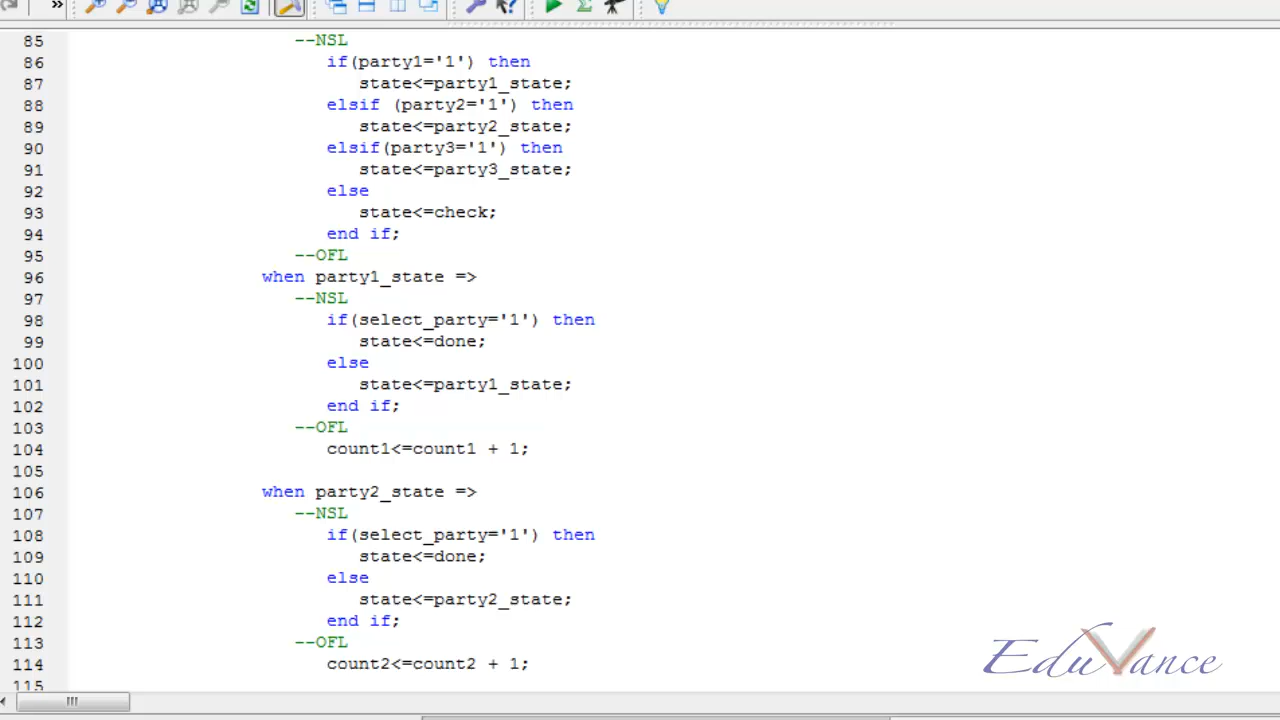 85 --NSL
86 if(party1='1') then
87 state<=party1_state;
88 elsif (party2='1') then
89 state<=party2_state;
90 elsif(party3='1') then
91 state<=party3_state;
92 else
93 state<=check;
94 end if;
95 --OFL
96 when party1_state =>
97 --NSL
98 if(select_party='1') then
99 state<=done;
100 else
101 state<=party1_state;
102 end if;
103 --OFL
104 count1<=count1 + 1;
105
106 when party2_state =>
107 --NSL
108 if(select_party='1') then
109 state<=done;
110 else
111 state<=party2_state;
112 end if;
113 --OFL
114 count2<=count2 + 1;
115
EduVance